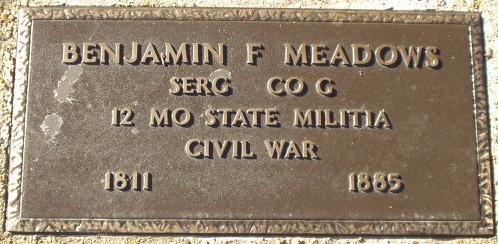 BENJAMIN F MEADOWS
SERG CO G
12 MO STATE MILITIA
CIVIL WAR
1811 1885